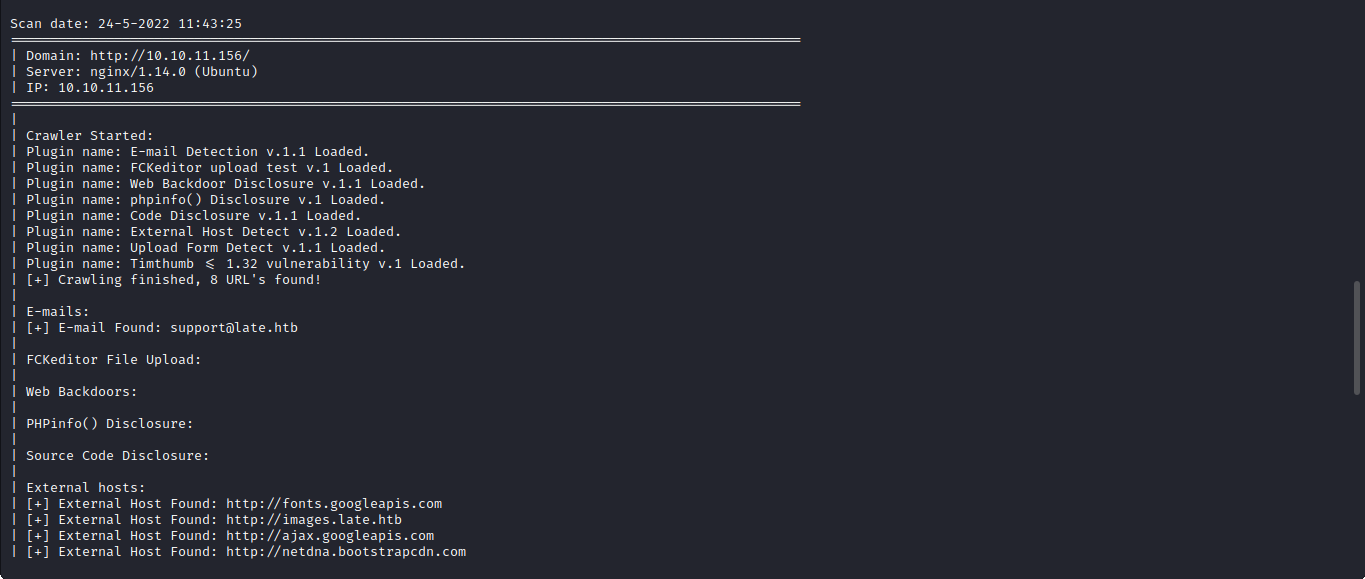 Scan date: 24-5-2022 11:43:25
===================================================================================================
| Domain: http://10.10.11.156/
| Server: nginx/1.14.0 (Ubuntu)
| IP: 10.10.11.156
===================================================================================================
|
| Crawler Started:
| Plugin name: E-mail Detection v.1.1 Loaded.
| Plugin name: FCKeditor upload test v.1 Loaded.
| Plugin name: Web Backdoor Disclosure v.1.1 Loaded.
| Plugin name: phpinfo() Disclosure v.1 Loaded.
| Plugin name: Code Disclosure v.1.1 Loaded.
| Plugin name: External Host Detect v.1.2 Loaded.
| Plugin name: Upload Form Detect v.1.1 Loaded.
| Plugin name: Timthumb <= 1.32 vulnerability v.1 Loaded.
| [+] Crawling finished, 8 URL's found!
|
| E-mails:
| [+] E-mail Found: support@late.htb
|
| FCKeditor File Upload:
|
| Web Backdoors:
|
| PHPinfo() Disclosure:
|
| Source Code Disclosure:
|
| External hosts:
| [+] External Host Found: http://fonts.googleapis.com
| [+] External Host Found: http://images.late.htb
| [+] External Host Found: http://ajax.googleapis.com
| [+] External Host Found: http://netdna.bootstrapcdn.com